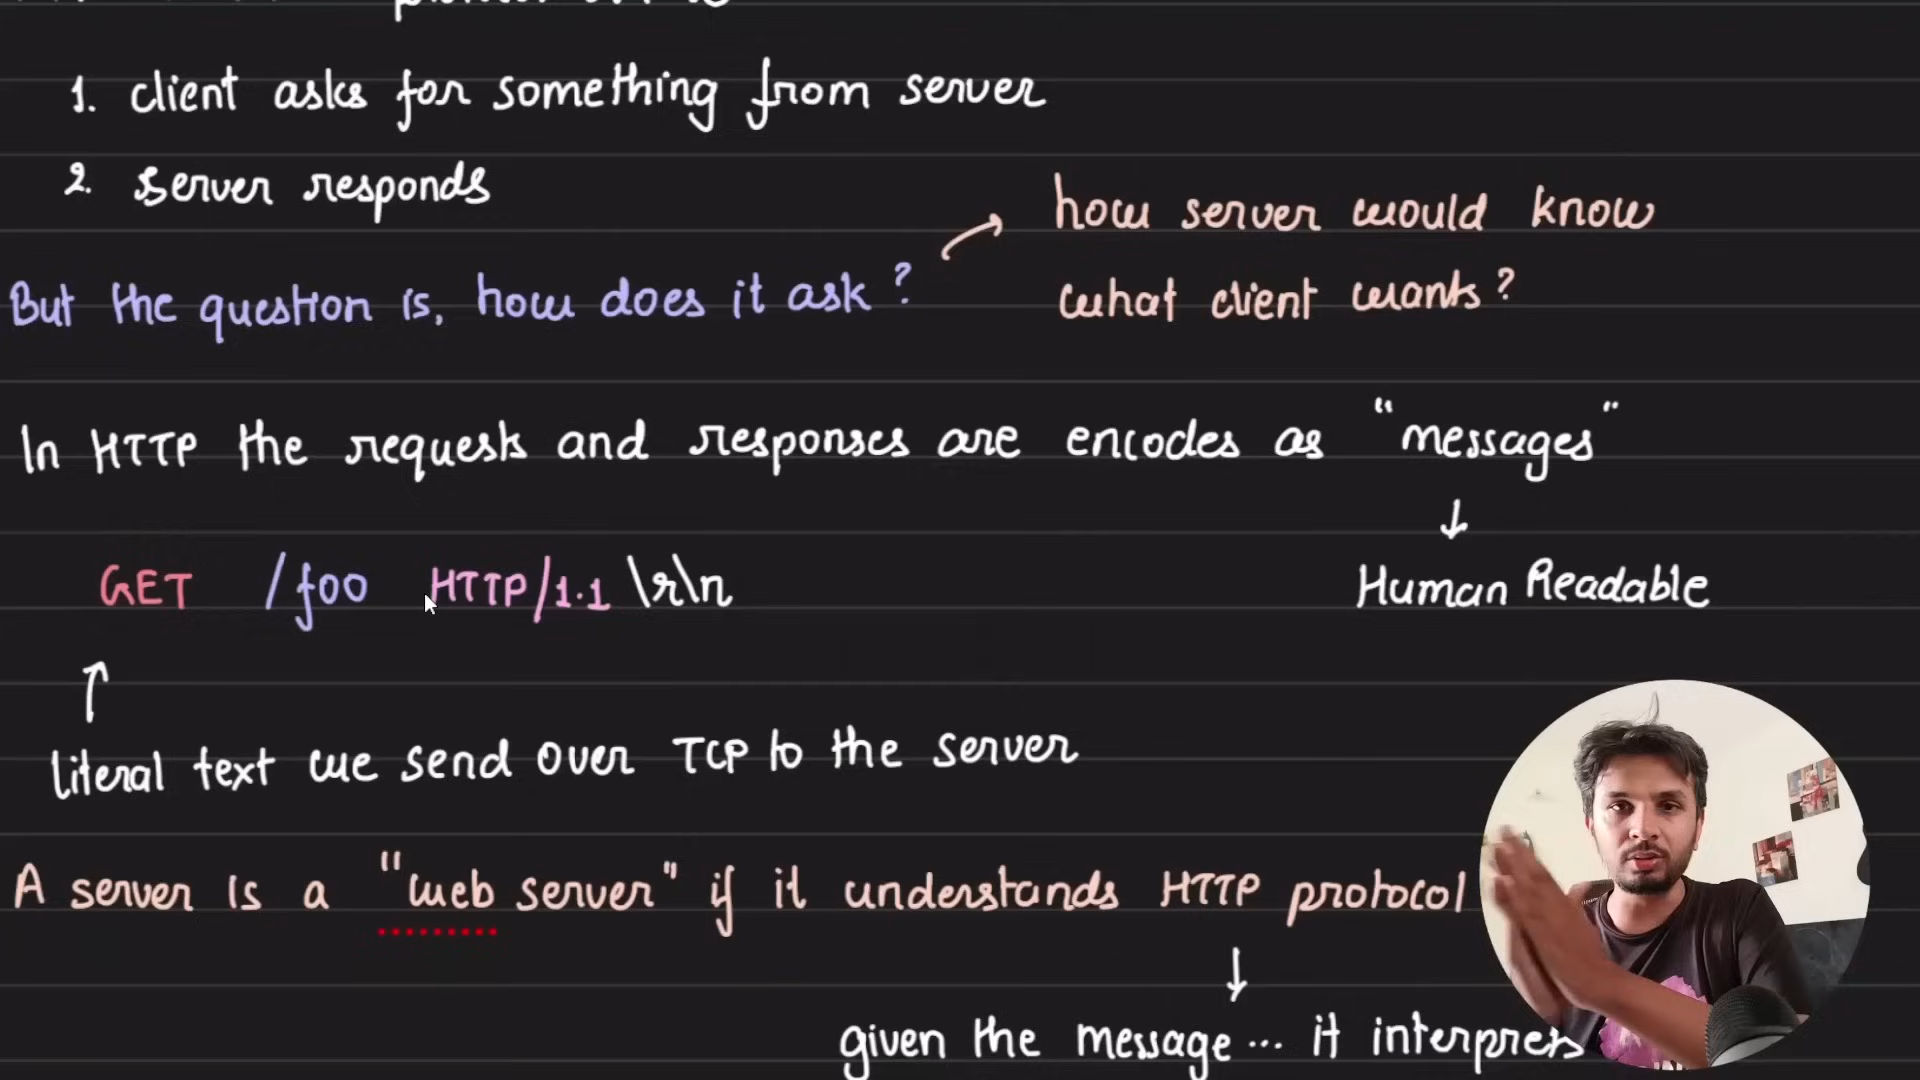 1. client asks for something from server
2. server responds
how server would know
But the question is, how does it ask?
what client wants?
In HTTP the requests and responses are encodes as "messages"
GET /foo HTTP/1.1 \r\n
Human Readable
literal text we send over TCP to the server
A server is a "web server" if it understands HTTP protocol
given the message... it interprets